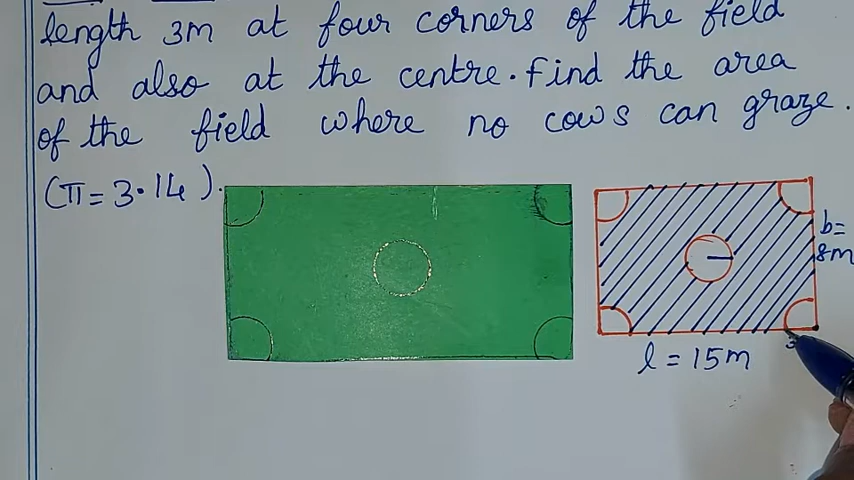 length 3m at four corners of the field
and also at the centre. find the area
of the field where no cows can graze.
(π = 3.14).
b=
8m
l = 15m
3